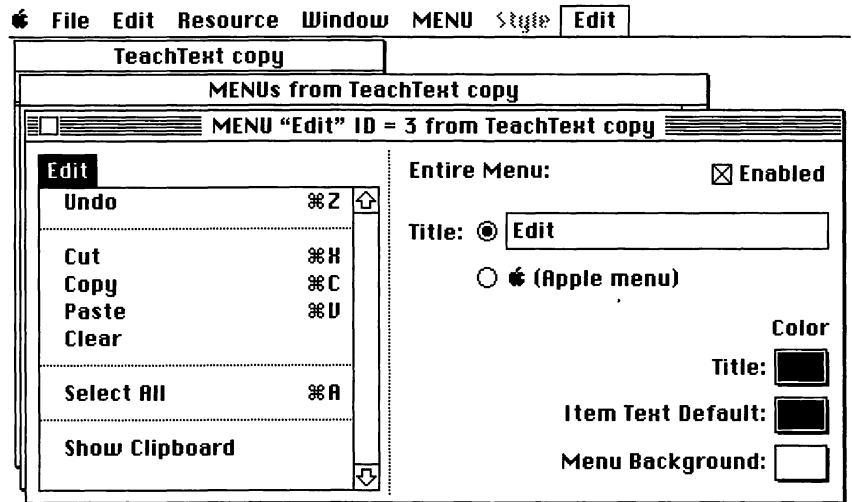 File Edit Resource Window MENU Style Edit
TeachText copy
MENUs from TeachText copy
MENU “Edit” ID = 3 from TeachText copy
Edit
Undo ⌘Z
Cut ⌘X
Copy ⌘C
Paste ⌘V
Clear
Select All ⌘A
Show Clipboard
Entire Menu: Enabled
Title: Edit
(Apple menu)
Color
Title:
Item Text Default:
Menu Background: